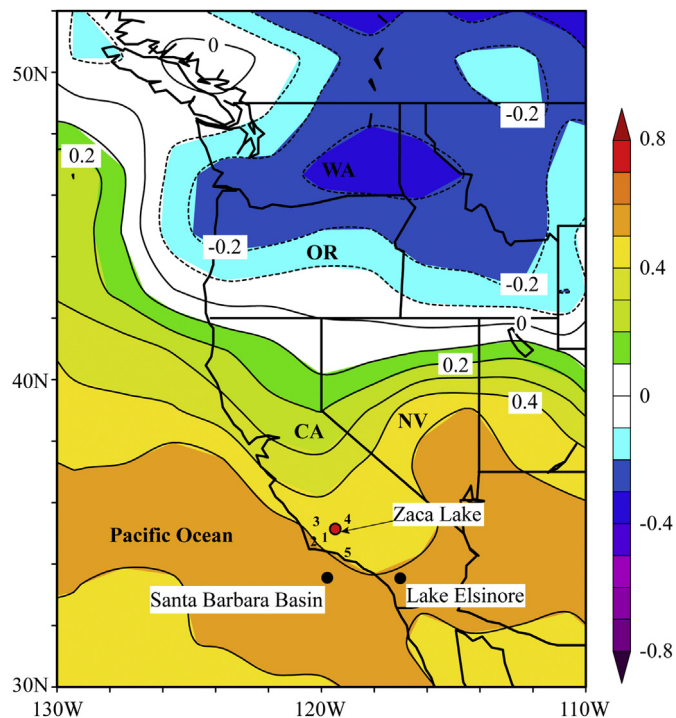 0
50N
0.8
-0.2
0.2
WA
-0.2
OR
0.4
-0.2
0
0.2
40N
0
0.4
NV
CA
-0.4
3 4
Zaca Lake
1
2
5
Pacific Ocean
Santa Barbara Basin
Lake Elsinore
-0.8
30N
130W
120W
110W